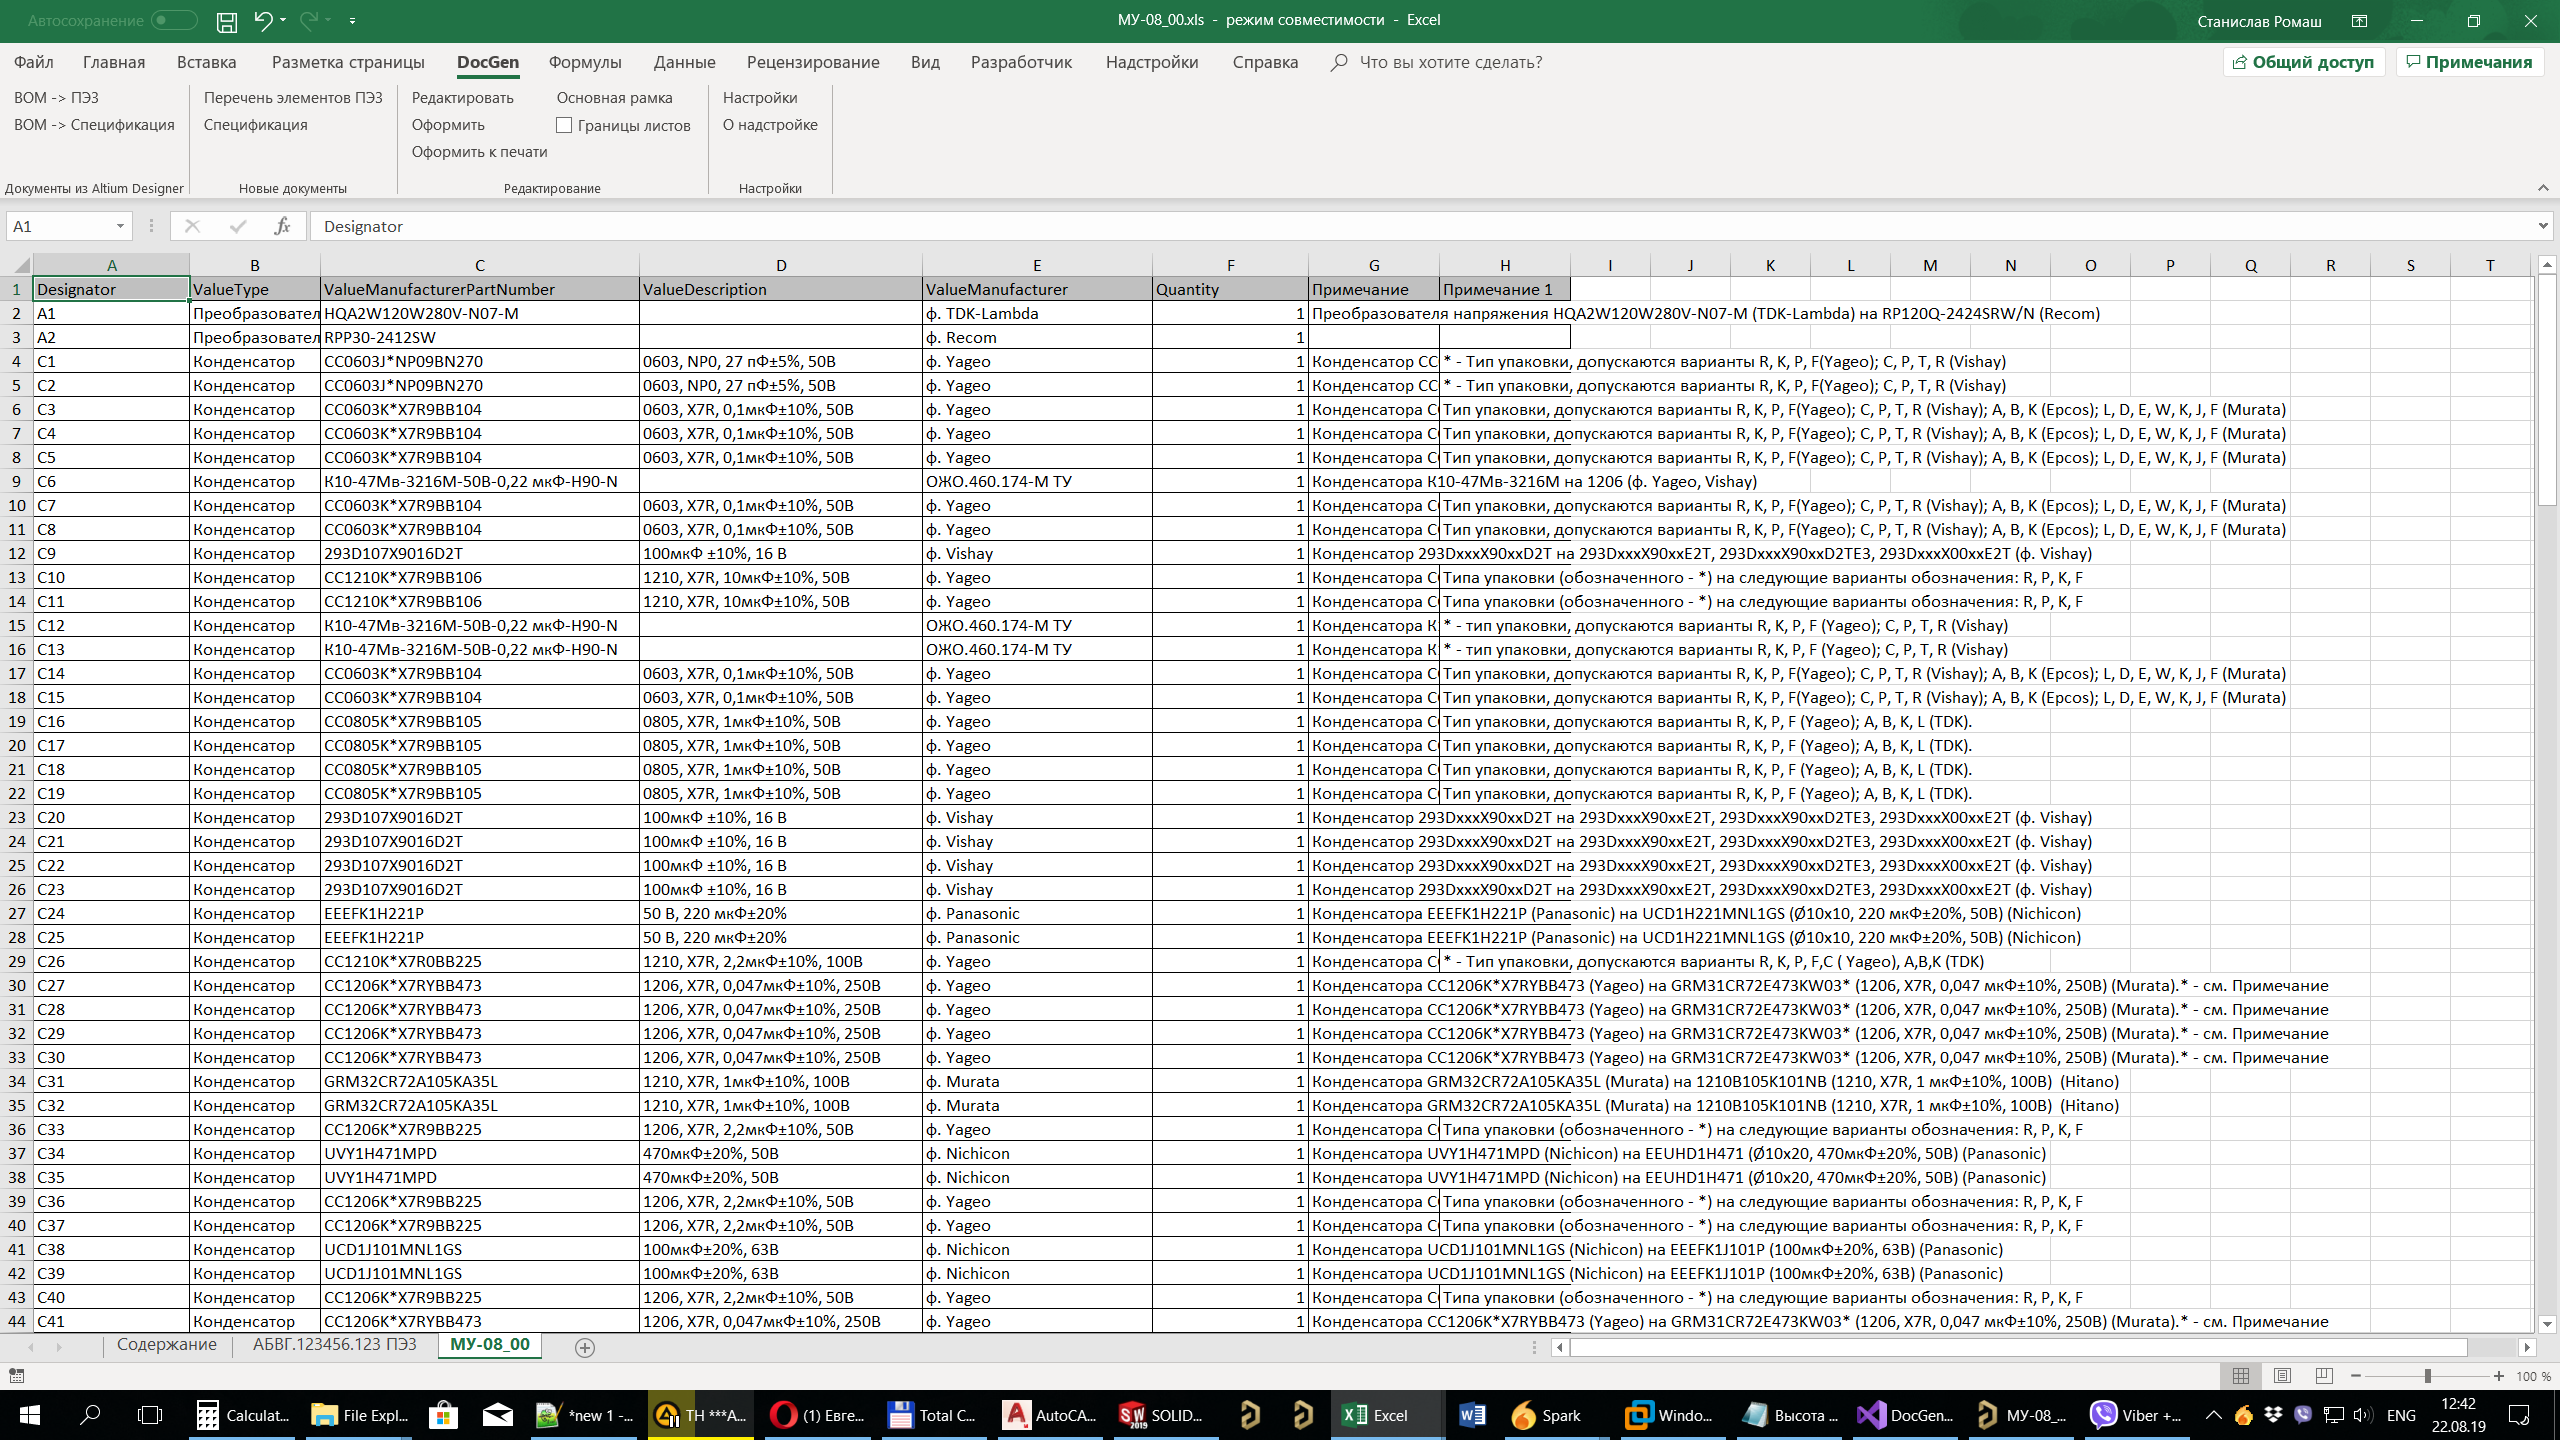 Автосохранение
МУ-08_00.xls - режим совместимости - Excel
Станислав Ромаш
Файл Главная Вставка Разметка страницы DocGen Формулы Данные Рецензирование Вид Разработчик Надстройки Справка Что вы хотите сделать? Общий доступ Примечания
BOM -> ПЭ3 Перечень элементов ПЭ3 Редактировать Основная рамка Настройки
BOM -> Спецификация Спецификация Оформить Границы листов О надстройке
Оформить к печати
Документы из Altium Designer Новые документы Редактирование Настройки
A1 fx Designator
A B C D E F G H I J K L M N O P Q R S T
1 Designator ValueType ValueManufacturerPartNumber ValueDescription ValueManufacturer Quantity Примечание Примечание 1
2 A1 Преобразовател HQA2W120W280V-N07-M ф. TDK-Lambda 1 Преобразователя напряжения HQA2W120W280V-N07-M (TDK-Lambda) на RP120Q-2424SRW/N (Recom)
3 A2 Преобразовател RPP30-2412SW ф. Recom 1
4 C1 Конденсатор CC0603J*NP09BN270 0603, NP0, 27 пФ±5%, 50В ф. Yageo 1 Конденсатор CC * - Тип упаковки, допускаются варианты R, K, P, F(Yageo); C, P, T, R (Vishay)
5 C2 Конденсатор CC0603J*NP09BN270 0603, NP0, 27 пФ±5%, 50В ф. Yageo 1 Конденсатор CC * - Тип упаковки, допускаются варианты R, K, P, F(Yageo); C, P, T, R (Vishay)
6 C3 Конденсатор CC0603K*X7R9BB104 0603, X7R, 0,1мкФ±10%, 50В ф. Yageo 1 Конденсатора C Тип упаковки, допускаются варианты R, K, P, F(Yageo); C, P, T, R (Vishay); A, B, K (Epcos); L, D, E, W, K, J, F (Murata)
7 C4 Конденсатор CC0603K*X7R9BB104 0603, X7R, 0,1мкФ±10%, 50В ф. Yageo 1 Конденсатора C Тип упаковки, допускаются варианты R, K, P, F(Yageo); C, P, T, R (Vishay); A, B, K (Epcos); L, D, E, W, K, J, F (Murata)
8 C5 Конденсатор CC0603K*X7R9BB104 0603, X7R, 0,1мкФ±10%, 50В ф. Yageo 1 Конденсатора C Тип упаковки, допускаются варианты R, K, P, F(Yageo); C, P, T, R (Vishay); A, B, K (Epcos); L, D, E, W, K, J, F (Murata)
9 C6 Конденсатор К10-47Мв-3216М-50В-0,22 мкФ-Н90-N ОЖО.460.174-М ТУ 1 Конденсатора К10-47Мв-3216М на 1206 (ф. Yageo, Vishay)
10 C7 Конденсатор CC0603K*X7R9BB104 0603, X7R, 0,1мкФ±10%, 50В ф. Yageo 1 Конденсатора C Тип упаковки, допускаются варианты R, K, P, F(Yageo); C, P, T, R (Vishay); A, B, K (Epcos); L, D, E, W, K, J, F (Murata)
11 C8 Конденсатор CC0603K*X7R9BB104 0603, X7R, 0,1мкФ±10%, 50В ф. Yageo 1 Конденсатора C Тип упаковки, допускаются варианты R, K, P, F(Yageo); C, P, T, R (Vishay); A, B, K (Epcos); L, D, E, W, K, J, F (Murata)
12 C9 Конденсатор 293D107X9016D2T 100мкФ ±10%, 16 В ф. Vishay 1 Конденсатор 293DxxxX90xxD2T на 293DxxxX90xxE2T, 293DxxxX90xxD2TE3, 293DxxxX00xxE2T (ф. Vishay)
13 C10 Конденсатор CC1210K*X7R9BB106 1210, X7R, 10мкФ±10%, 50В ф. Yageo 1 Конденсатора C Типа упаковки (обозначенного - *) на следующие варианты обозначения: R, P, K, F
14 C11 Конденсатор CC1210K*X7R9BB106 1210, X7R, 10мкФ±10%, 50В ф. Yageo 1 Конденсатора C Типа упаковки (обозначенного - *) на следующие варианты обозначения: R, P, K, F
15 C12 Конденсатор К10-47Мв-3216М-50В-0,22 мкФ-Н90-N ОЖО.460.174-М ТУ 1 Конденсатора К * - тип упаковки, допускаются варианты R, K, P, F (Yageo); C, P, T, R (Vishay)
16 C13 Конденсатор К10-47Мв-3216М-50В-0,22 мкФ-Н90-N ОЖО.460.174-М ТУ 1 Конденсатора К * - тип упаковки, допускаются варианты R, K, P, F (Yageo); C, P, T, R (Vishay)
17 C14 Конденсатор CC0603K*X7R9BB104 0603, X7R, 0,1мкФ±10%, 50В ф. Yageo 1 Конденсатора C Тип упаковки, допускаются варианты R, K, P, F(Yageo); C, P, T, R (Vishay); A, B, K (Epcos); L, D, E, W, K, J, F (Murata)
18 C15 Конденсатор CC0603K*X7R9BB104 0603, X7R, 0,1мкФ±10%, 50В ф. Yageo 1 Конденсатора C Тип упаковки, допускаются варианты R, K, P, F(Yageo); C, P, T, R (Vishay); A, B, K (Epcos); L, D, E, W, K, J, F (Murata)
19 C16 Конденсатор CC0805K*X7R9BB105 0805, X7R, 1мкФ±10%, 50В ф. Yageo 1 Конденсатора C Тип упаковки, допускаются варианты R, K, P, F (Yageo); A, B, K, L (TDK).
20 C17 Конденсатор CC0805K*X7R9BB105 0805, X7R, 1мкФ±10%, 50В ф. Yageo 1 Конденсатора C Тип упаковки, допускаются варианты R, K, P, F (Yageo); A, B, K, L (TDK).
21 C18 Конденсатор CC0805K*X7R9BB105 0805, X7R, 1мкФ±10%, 50В ф. Yageo 1 Конденсатора C Тип упаковки, допускаются варианты R, K, P, F (Yageo); A, B, K, L (TDK).
22 C19 Конденсатор CC0805K*X7R9BB105 0805, X7R, 1мкФ±10%, 50В ф. Yageo 1 Конденсатора C Тип упаковки, допускаются варианты R, K, P, F (Yageo); A, B, K, L (TDK).
23 C20 Конденсатор 293D107X9016D2T 100мкФ ±10%, 16 В ф. Vishay 1 Конденсатор 293DxxxX90xxD2T на 293DxxxX90xxE2T, 293DxxxX90xxD2TE3, 293DxxxX00xxE2T (ф. Vishay)
24 C21 Конденсатор 293D107X9016D2T 100мкФ ±10%, 16 В ф. Vishay 1 Конденсатор 293DxxxX90xxD2T на 293DxxxX90xxE2T, 293DxxxX90xxD2TE3, 293DxxxX00xxE2T (ф. Vishay)
25 C22 Конденсатор 293D107X9016D2T 100мкФ ±10%, 16 В ф. Vishay 1 Конденсатор 293DxxxX90xxD2T на 293DxxxX90xxE2T, 293DxxxX90xxD2TE3, 293DxxxX00xxE2T (ф. Vishay)
26 C23 Конденсатор 293D107X9016D2T 100мкФ ±10%, 16 В ф. Vishay 1 Конденсатор 293DxxxX90xxD2T на 293DxxxX90xxE2T, 293DxxxX90xxD2TE3, 293DxxxX00xxE2T (ф. Vishay)
27 C24 Конденсатор EEEFK1H221P 50 В, 220 мкФ±20% ф. Panasonic 1 Конденсатора EEEFK1H221P (Panasonic) на UCD1H221MNL1GS (Ø10x10, 220 мкФ±20%, 50В) (Nichicon)
28 C25 Конденсатор EEEFK1H221P 50 В, 220 мкФ±20% ф. Panasonic 1 Конденсатора EEEFK1H221P (Panasonic) на UCD1H221MNL1GS (Ø10x10, 220 мкФ±20%, 50В) (Nichicon)
29 C26 Конденсатор CC1210K*X7R0BB225 1210, X7R, 2,2мкФ±10%, 100В ф. Yageo 1 Конденсатора C * - Тип упаковки, допускаются варианты R, K, P, F,C ( Yageo), A,B,K (TDK)
30 C27 Конденсатор CC1206K*X7RYBB473 1206, X7R, 0,047мкФ±10%, 250В ф. Yageo 1 Конденсатора CC1206K*X7RYBB473 (Yageo) на GRM31CR72E473KW03* (1206, X7R, 0,047 мкФ±10%, 250В) (Murata).* - см. Примечание
31 C28 Конденсатор CC1206K*X7RYBB473 1206, X7R, 0,047мкФ±10%, 250В ф. Yageo 1 Конденсатора CC1206K*X7RYBB473 (Yageo) на GRM31CR72E473KW03* (1206, X7R, 0,047 мкФ±10%, 250В) (Murata).* - см. Примечание
32 C29 Конденсатор CC1206K*X7RYBB473 1206, X7R, 0,047мкФ±10%, 250В ф. Yageo 1 Конденсатора CC1206K*X7RYBB473 (Yageo) на GRM31CR72E473KW03* (1206, X7R, 0,047 мкФ±10%, 250В) (Murata).* - см. Примечание
33 C30 Конденсатор CC1206K*X7RYBB473 1206, X7R, 0,047мкФ±10%, 250В ф. Yageo 1 Конденсатора CC1206K*X7RYBB473 (Yageo) на GRM31CR72E473KW03* (1206, X7R, 0,047 мкФ±10%, 250В) (Murata).* - см. Примечание
34 C31 Конденсатор GRM32CR72A105KA35L 1210, X7R, 1мкФ±10%, 100В ф. Murata 1 Конденсатора GRM32CR72A105KA35L (Murata) на 1210B105K101NB (1210, X7R, 1 мкФ±10%, 100В) (Hitano)
35 C32 Конденсатор GRM32CR72A105KA35L 1210, X7R, 1мкФ±10%, 100В ф. Murata 1 Конденсатора GRM32CR72A105KA35L (Murata) на 1210B105K101NB (1210, X7R, 1 мкФ±10%, 100В) (Hitano)
36 C33 Конденсатор CC1206K*X7R9BB225 1206, X7R, 2,2мкФ±10%, 50В ф. Yageo 1 Конденсатора C Типа упаковки (обозначенного - *) на следующие варианты обозначения: R, P, K, F
37 C34 Конденсатор UVY1H471MPD 470мкФ±20%, 50В ф. Nichicon 1 Конденсатора UVY1H471MPD (Nichicon) на EEUHD1H471 (Ø10x20, 470мкФ±20%, 50В) (Panasonic)
38 C35 Конденсатор UVY1H471MPD 470мкФ±20%, 50В ф. Nichicon 1 Конденсатора UVY1H471MPD (Nichicon) на EEUHD1H471 (Ø10x20, 470мкФ±20%, 50В) (Panasonic)
39 C36 Конденсатор CC1206K*X7R9BB225 1206, X7R, 2,2мкФ±10%, 50В ф. Yageo 1 Конденсатора C Типа упаковки (обозначенного - *) на следующие варианты обозначения: R, P, K, F
40 C37 Конденсатор CC1206K*X7R9BB225 1206, X7R, 2,2мкФ±10%, 50В ф. Yageo 1 Конденсатора C Типа упаковки (обозначенного - *) на следующие варианты обозначения: R, P, K, F
41 C38 Конденсатор UCD1J101MNL1GS 100мкФ±20%, 63В ф. Nichicon 1 Конденсатора UCD1J101MNL1GS (Nichicon) на EEEFK1J101P (100мкФ±20%, 63В) (Panasonic)
42 C39 Конденсатор UCD1J101MNL1GS 100мкФ±20%, 63В ф. Nichicon 1 Конденсатора UCD1J101MNL1GS (Nichicon) на EEEFK1J101P (100мкФ±20%, 63В) (Panasonic)
43 C40 Конденсатор CC1206K*X7R9BB225 1206, X7R, 2,2мкФ±10%, 50В ф. Yageo 1 Конденсатора C Типа упаковки (обозначенного - *) на следующие варианты обозначения: R, P, K, F
44 C41 Конденсатор CC1206K*X7RYBB473 1206, X7R, 0,047мкФ±10%, 250В ф. Yageo 1 Конденсатора CC1206K*X7RYBB473 (Yageo) на GRM31CR72E473KW03* (1206, X7R, 0,047 мкФ±10%, 250В) (Murata).* - см. Примечание
Содержание АБВГ.123456.123 ПЭ3 МУ-08_00
100 %
Calculat... File Expl... *new 1 -... TH ***A... (1) Евге... Total C... AutoCA... SOLID... Excel Spark Windo... Высота ... DocGen... МУ-08_... Viber +... ENG 12:42
22.08.19